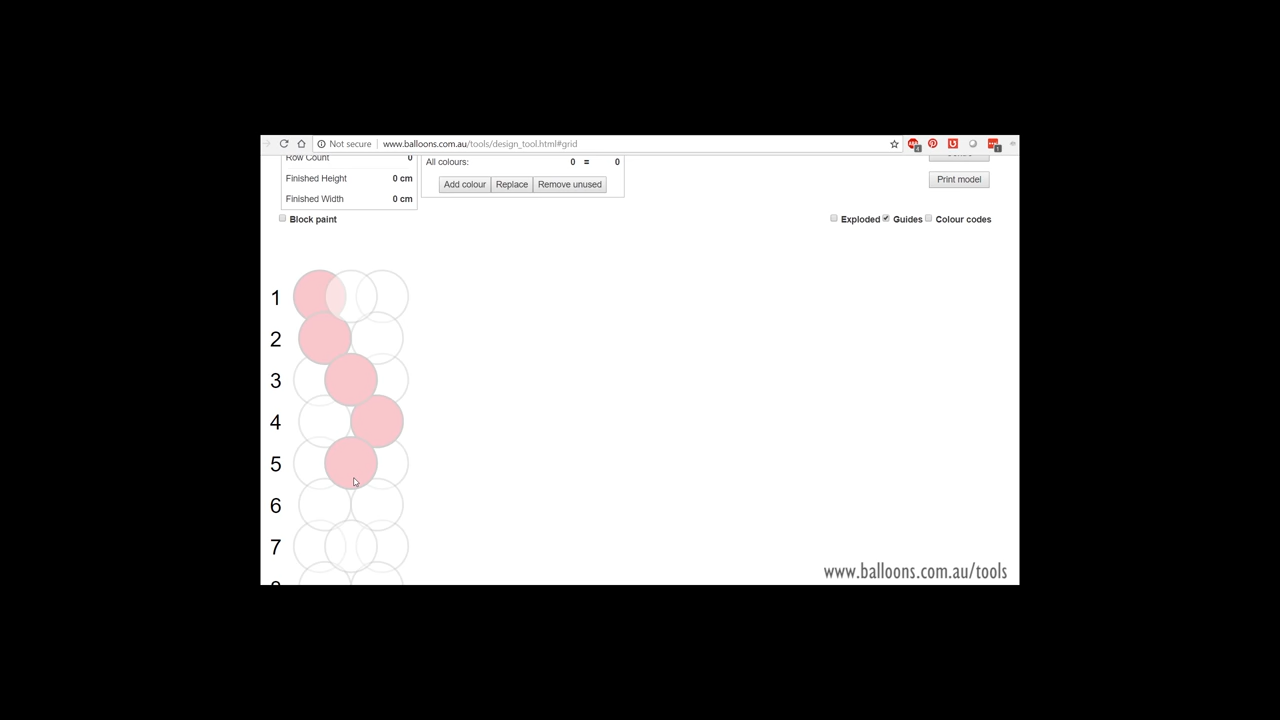 Not secure www.balloons.com.au/tools/design_tool.html#grid
Row Count 0
All colours: 0 = 0
Finished Height 0 cm
Print model
Add colour Replace Remove unused
Finished Width 0 cm
Block paint
Exploded Guides Colour codes
1
2
3
4
5
6
7
8
www.balloons.com.au/tools